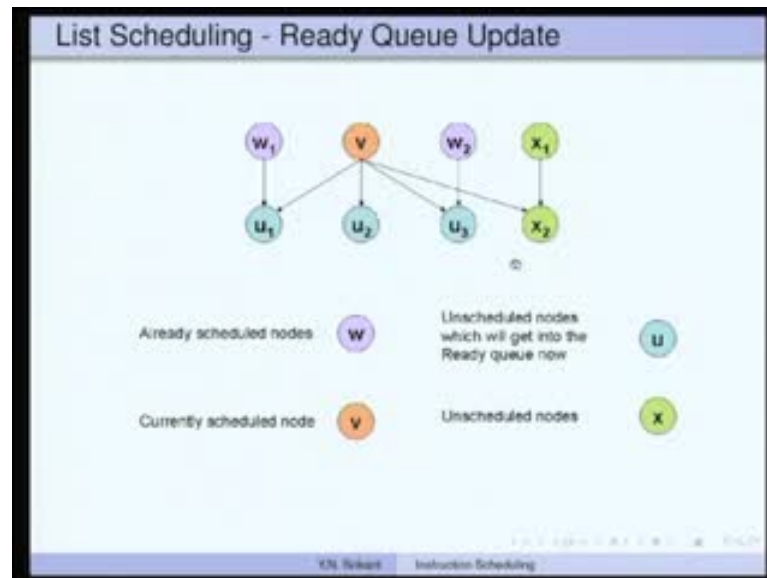 List Scheduling - Ready Queue Update
w1 v w2 x1
u1 u2 u3 x2
Already scheduled nodes w
Unscheduled nodes
which will get into the
Ready queue now
u
Currently scheduled node v
Unscheduled nodes x
Y.N. Srikant Instruction Scheduling